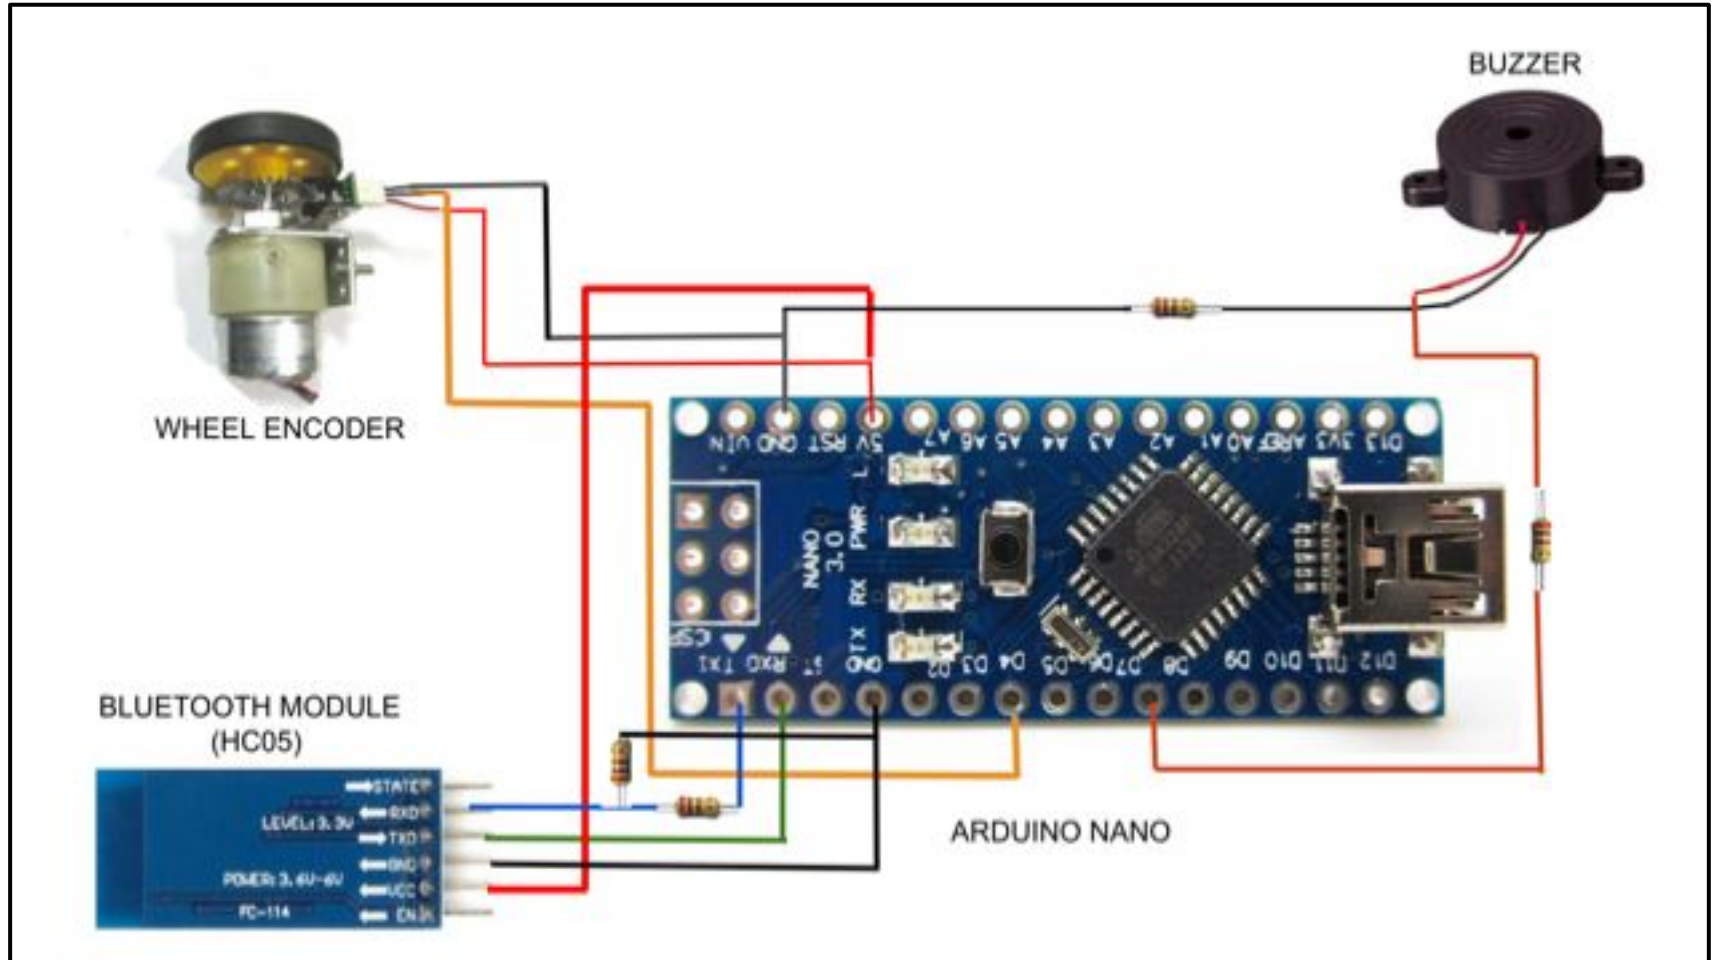 BUZZER
WHEEL ENCODER
VIN GND RST 5V A7 A6 A5 A4 A3 A2 A1 A0 3V3 D13
L
PWR
NANO
3.0
RX
TX
TX1 RX0 GND D2 D3 D4 D5 D6 D7 D8 D9 D10 D11 D12
BLUETOOTH MODULE
(HC05)
STATE
RXD
LEVEL:3.3V
TXD
GND
POWER:3.6V-6V
VCC
FC-114
EN
ARDUINO NANO